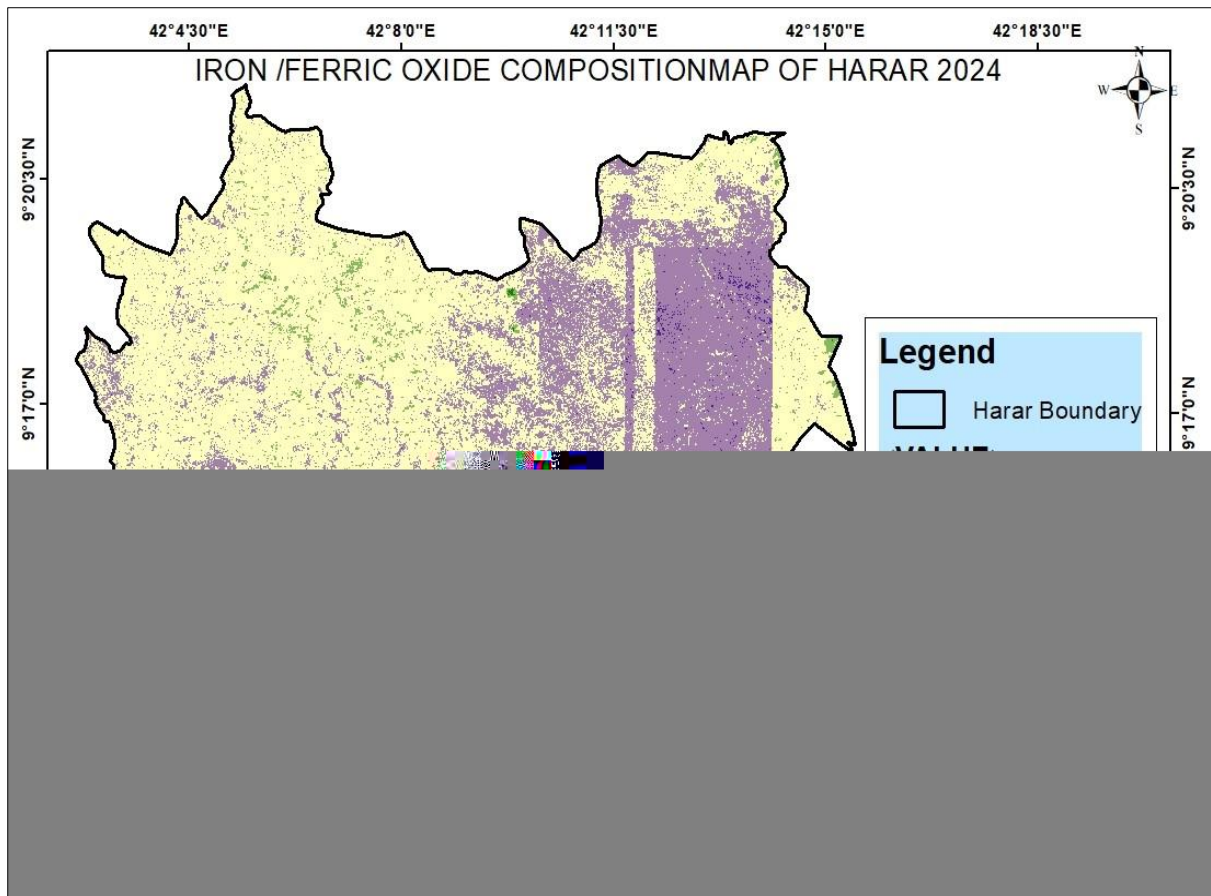 42°4'30"E 42°8'0"E 42°11'30"E 42°15'0"E 42°18'30"E
IRON /FERRIC OXIDE COMPOSITIONMAP OF HARAR 2024
N
W E
S
9°20'30"N 9°20'30"N
Legend
Harar Boundary
9°17'0"N 9°17'0"N